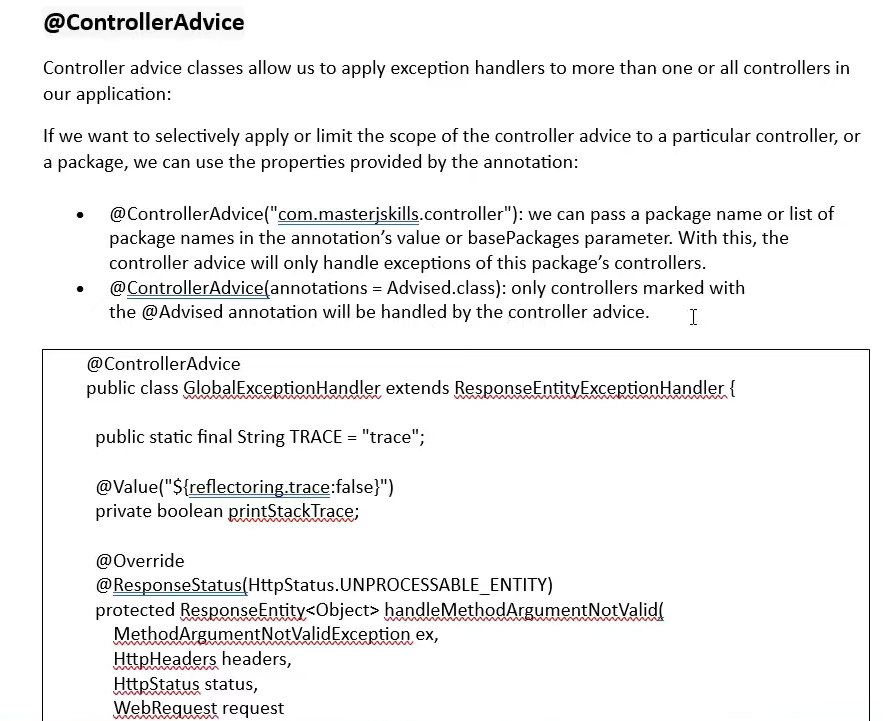 @ControllerAdvice
Controller advice classes allow us to apply exception handlers to more than one or all controllers in
our application:
If we want to selectively apply or limit the scope of the controller advice to a particular controller, or
a package, we can use the properties provided by the annotation:
• @ControllerAdvice("com.masterjskills.controller"): we can pass a package name or list of
package names in the annotation’s value or basePackages parameter. With this, the
controller advice will only handle exceptions of this package’s controllers.
• @ControllerAdvice(annotations = Advised.class): only controllers marked with
the @Advised annotation will be handled by the controller advice.
@ControllerAdvice
public class GlobalExceptionHandler extends ResponseEntityExceptionHandler {
public static final String TRACE = "trace";
@Value("${reflectoring.trace:false}")
private boolean printStackTrace;
@Override
@ResponseStatus(HttpStatus.UNPROCESSABLE_ENTITY)
protected ResponseEntity<Object> handleMethodArgumentNotValid(
MethodArgumentNotValidException ex,
HttpHeaders headers,
HttpStatus status,
WebRequest request